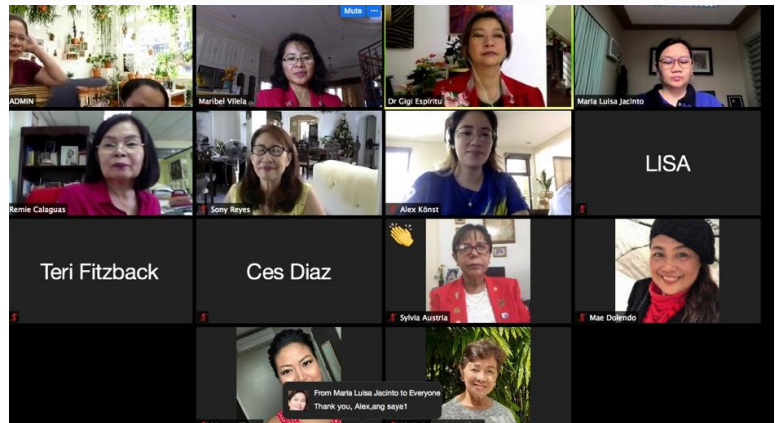 Mute ...
ADMIN
Maribel Vilela
Dr Gigi Espiritu
Maria Luisa Jacinto
Remie Calaguas
Sony Reyes
Alex Könst
LISA
Teri Fitzback
Ces Diaz
Sylvia Austria
Mae Dolendo
From Maria Luisa Jacinto to Everyone
Thank you, Alex,ang saya1